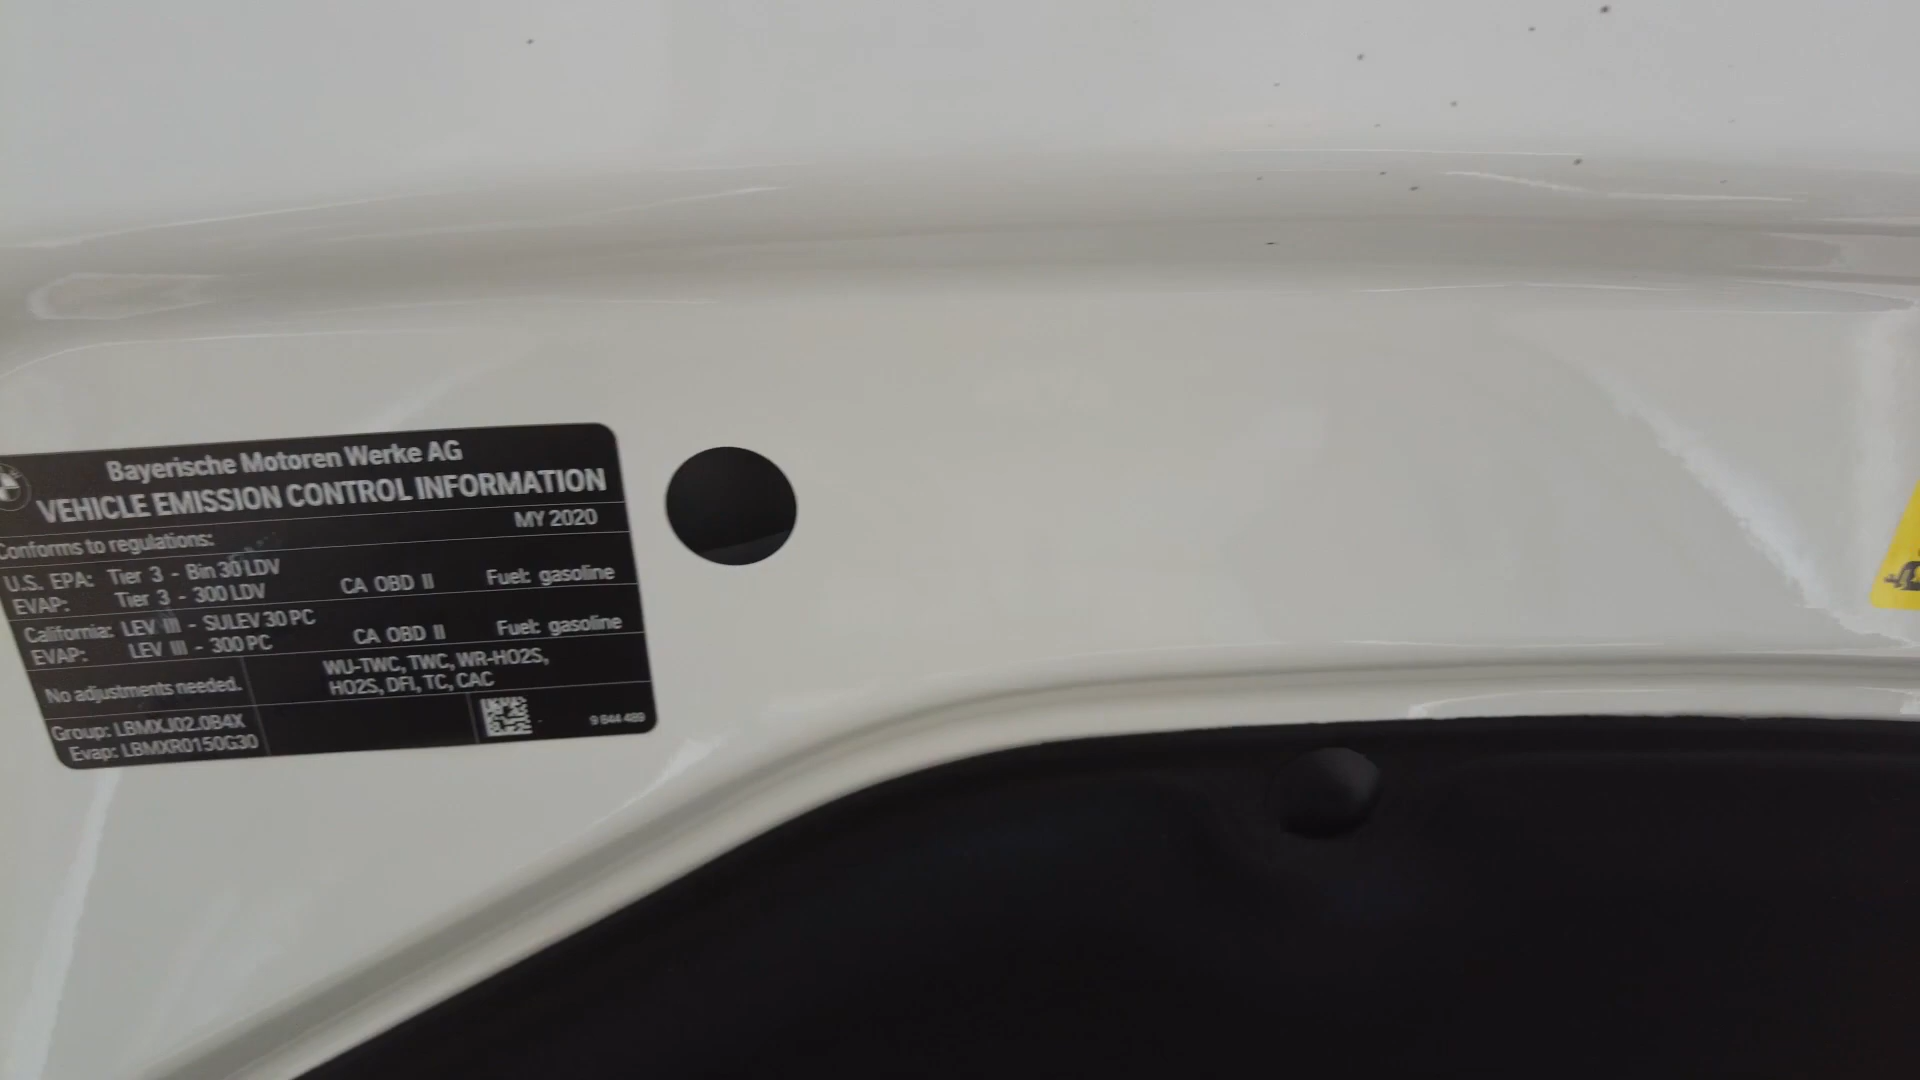 Bayerische Motoren Werke AG
VEHICLE EMISSION CONTROL INFORMATION
MY 2020
Conforms to regulations:
U.S. EPA: Tier 3 - Bin 30 LDV
EVAP: Tier 3 - 300 LDV
CA OBD II
Fuel: gasoline
California: LEV III - SULEV 30 PC
EVAP: LEV III - 300 PC
CA OBD II
Fuel: gasoline
No adjustments needed.
WU-TWC, TWC, WR-HO2S,
HO2S, DFI, TC, CAC
Group: LBMXJ02.0B4X
Evap: LBMXR0150G30
9 844 489